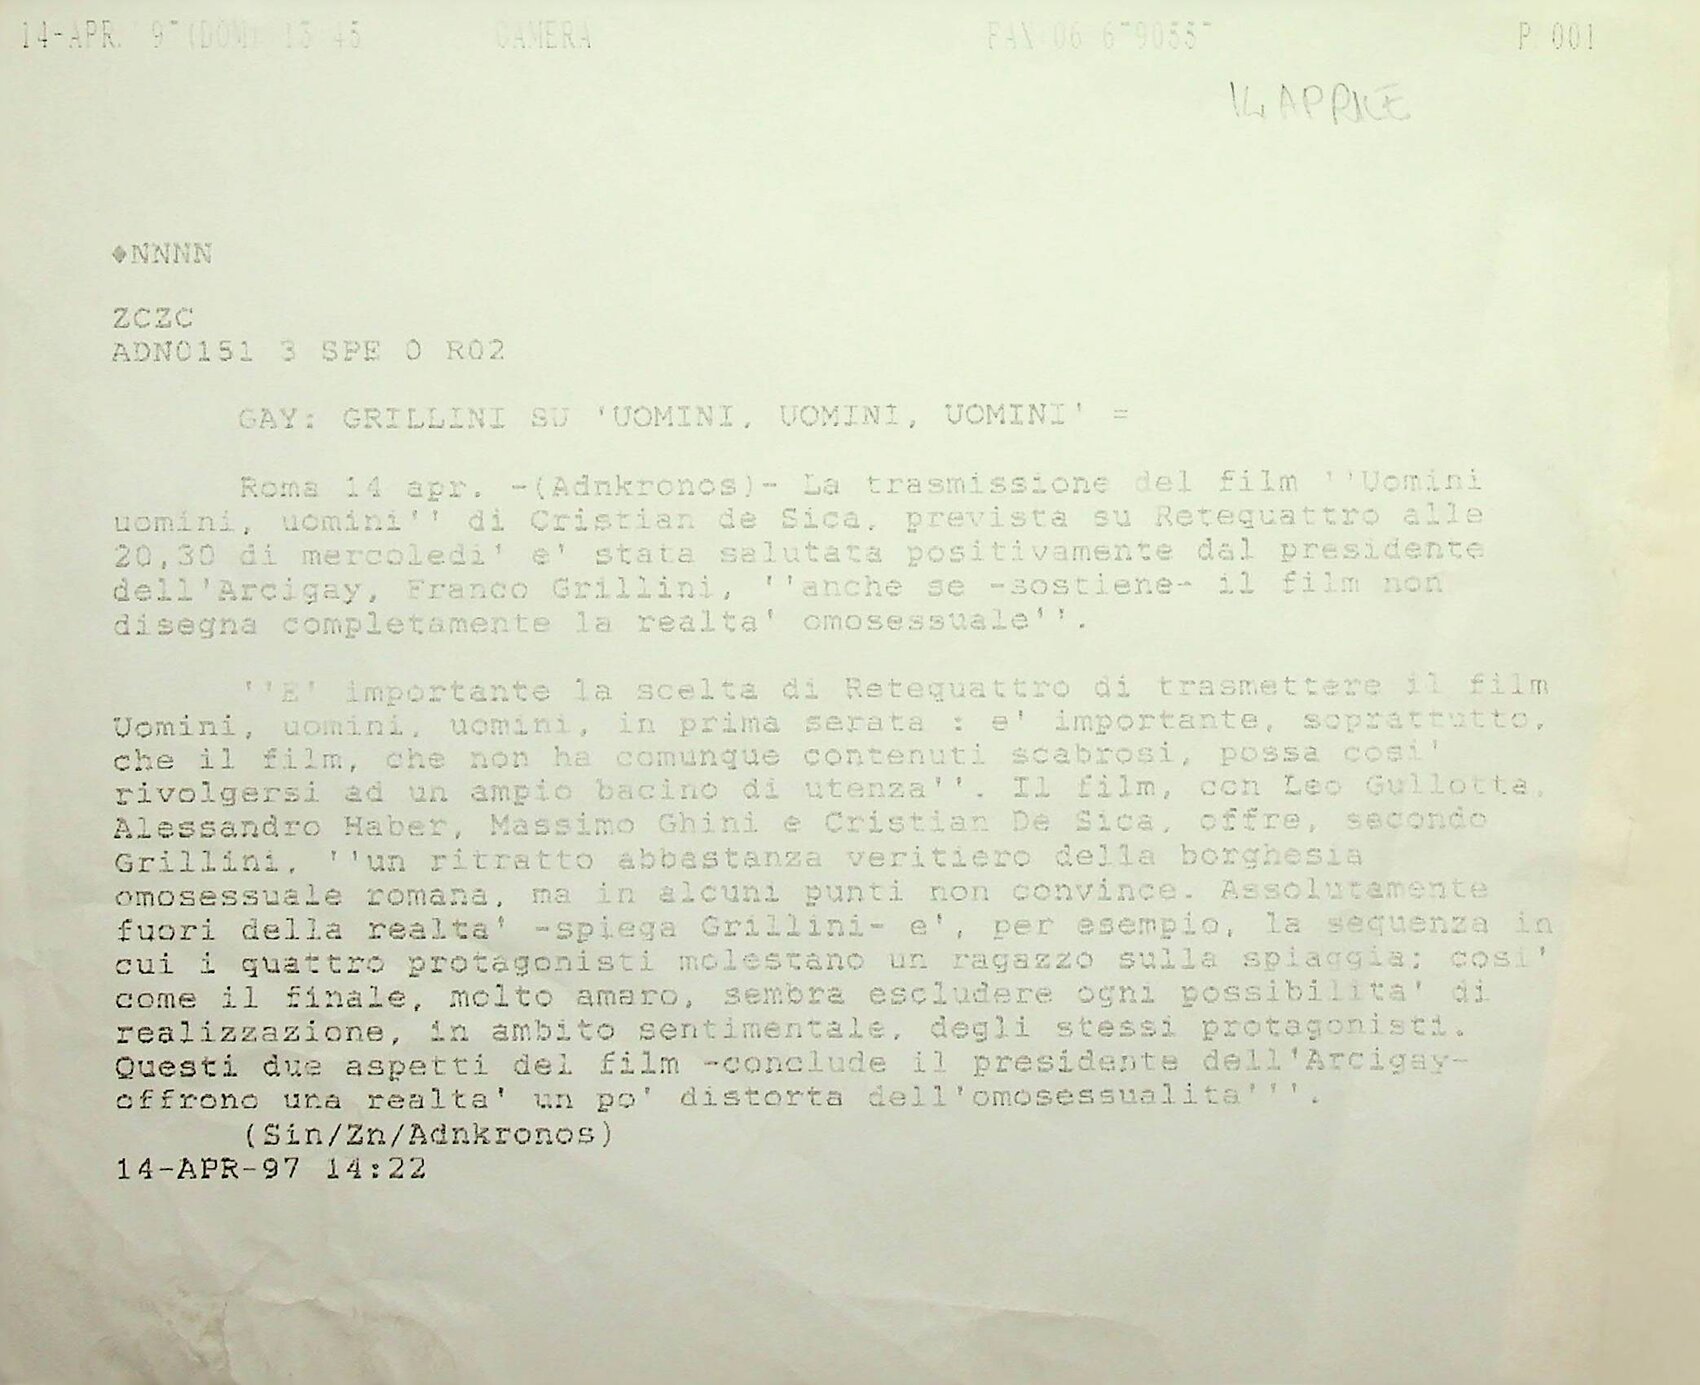 14-APR. '97(DOM) 15 45 CAMERA FAX 06 P. 001
14 APRILE
◆NNNN
ZCZC
ADN0151 3 SPE 0 R02
GAY: GRILLINI SU 'UOMINI, UOMINI, UOMINI' =
Roma 14 apr. -(Adnkronos)- La trasmissione del film ''Uomini
uomini, uomini'' di Cristian de Sica, prevista su Retequattro alle
20,30 di mercoledi' e' stata salutata positivamente dal presidente
dell'Arcigay, Franco Grillini, ''anche se -sostiene- il film non
disegna completamente la realta' omosessuale''.
''E' importante la scelta di Retequattro di trasmettere il film
Uomini, uomini, uomini, in prima serata : e' importante, soprattutto,
che il film, che non ha comunque contenuti scabrosi, possa cosi'
rivolgersi ad un ampio bacino di utenza''. Il film, con Leo Gullotta,
Alessandro Haber, Massimo Ghini e Cristian De Sica, offre, secondo
Grillini, ''un ritratto abbastanza veritiero della borghesia
omosessuale romana, ma in alcuni punti non convince. Assolutamente
fuori della realta' -spiega Grillini- e', per esempio, la sequenza in
cui i quattro protagonisti molestano un ragazzo sulla spiaggia; cosi'
come il finale, molto amaro, sembra escludere ogni possibilita' di
realizzazione, in ambito sentimentale, degli stessi protagonisti.
Questi due aspetti del film -conclude il presidente dell'Arcigay-
offrono una realta' un po' distorta dell'omosessualita'''.
(Sin/Zn/Adnkronos)
14-APR-97 14:22